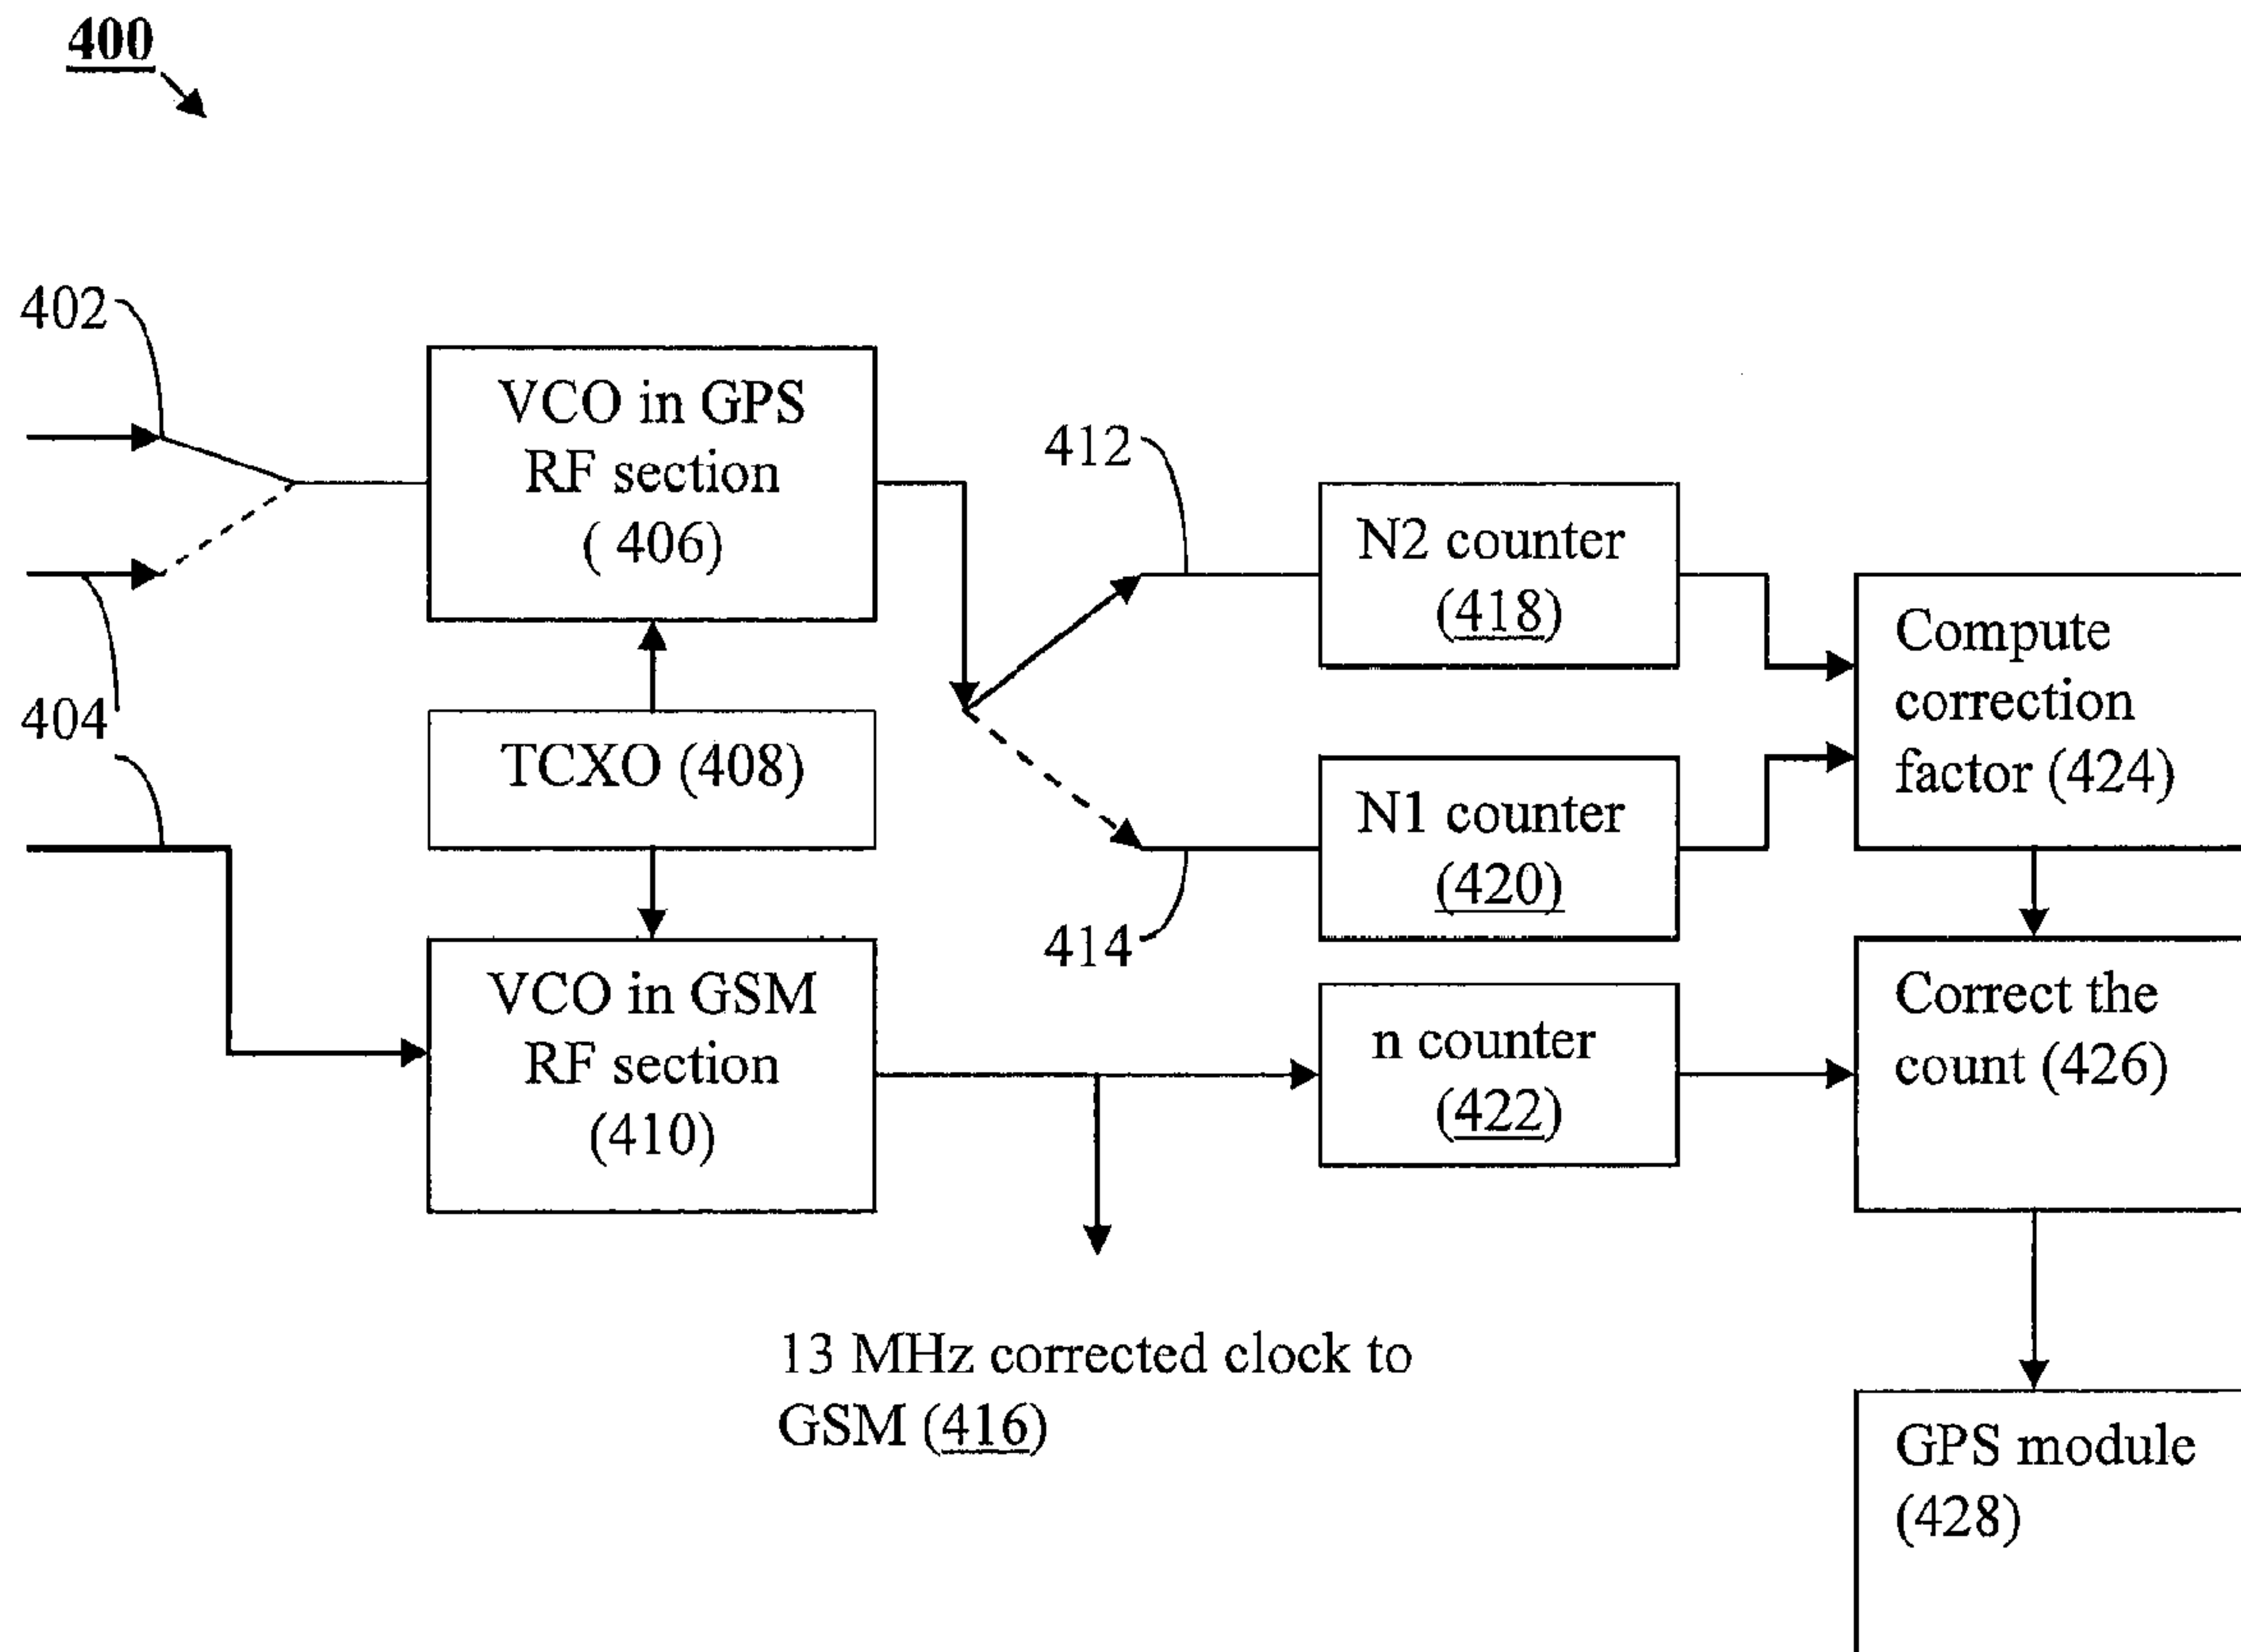 400
402
VCO in GPS
RF section
( 406)
412
N2 counter
(418)
Compute
correction
factor (424)
404
TCXO (408)
N1 counter
(420)
414
VCO in GSM
RF section
(410)
n counter
(422)
Correct the
count (426)
13 MHz corrected clock to
GSM (416)
GPS module
(428)